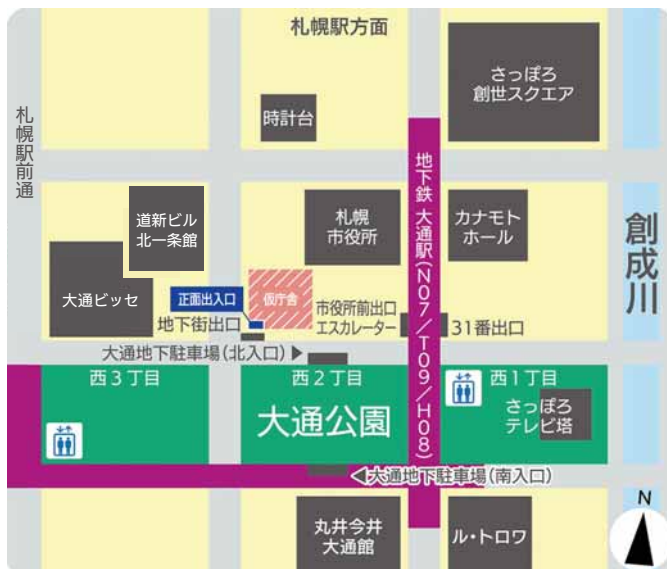 札幌駅方面
さっぽろ
創世スクエア
時計台
札幌駅前通
地下鉄 大通駅(N07/T09/H08)
道新ビル
北一条館
札幌
市役所
カナモト
ホール
創成川
大通ビッセ
正面出入口
仮庁舎
地下街出口
市役所前出口
エスカレーター
31番出口
大通地下駐車場(北入口)▶
西3丁目
西2丁目
西1丁目
大通公園
さっぽろ
テレビ塔
◀大通地下駐車場(南入口)
丸井今井
大通館
ル・トロワ
N